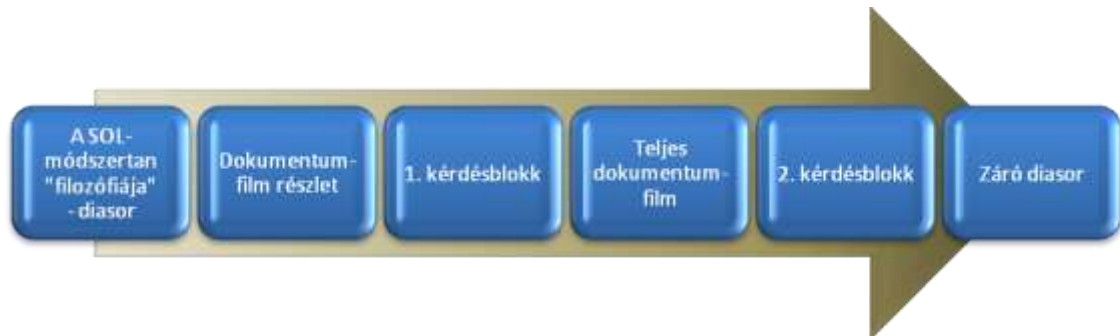 A SOL-
módszertan
"filozófiája"
- diasor
Dokumentum-
film részlet
1. kérdésblokk
Teljes
dokumentum-
film
2. kérdésblokk
Záró diasor